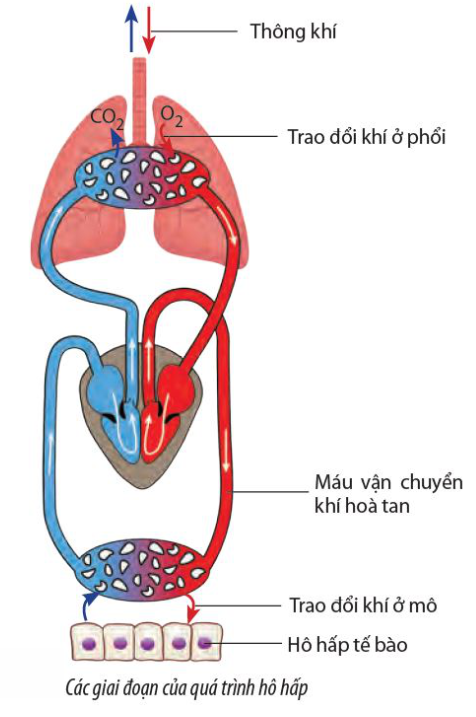 Thông khí
CO₂
O₂
Trao đổi khí ở phổi
Máu vận chuyển
khí hoà tan
Trao đổi khí ở mô
Hô hấp tế bào
Các giai đoạn của quá trình hô hấp